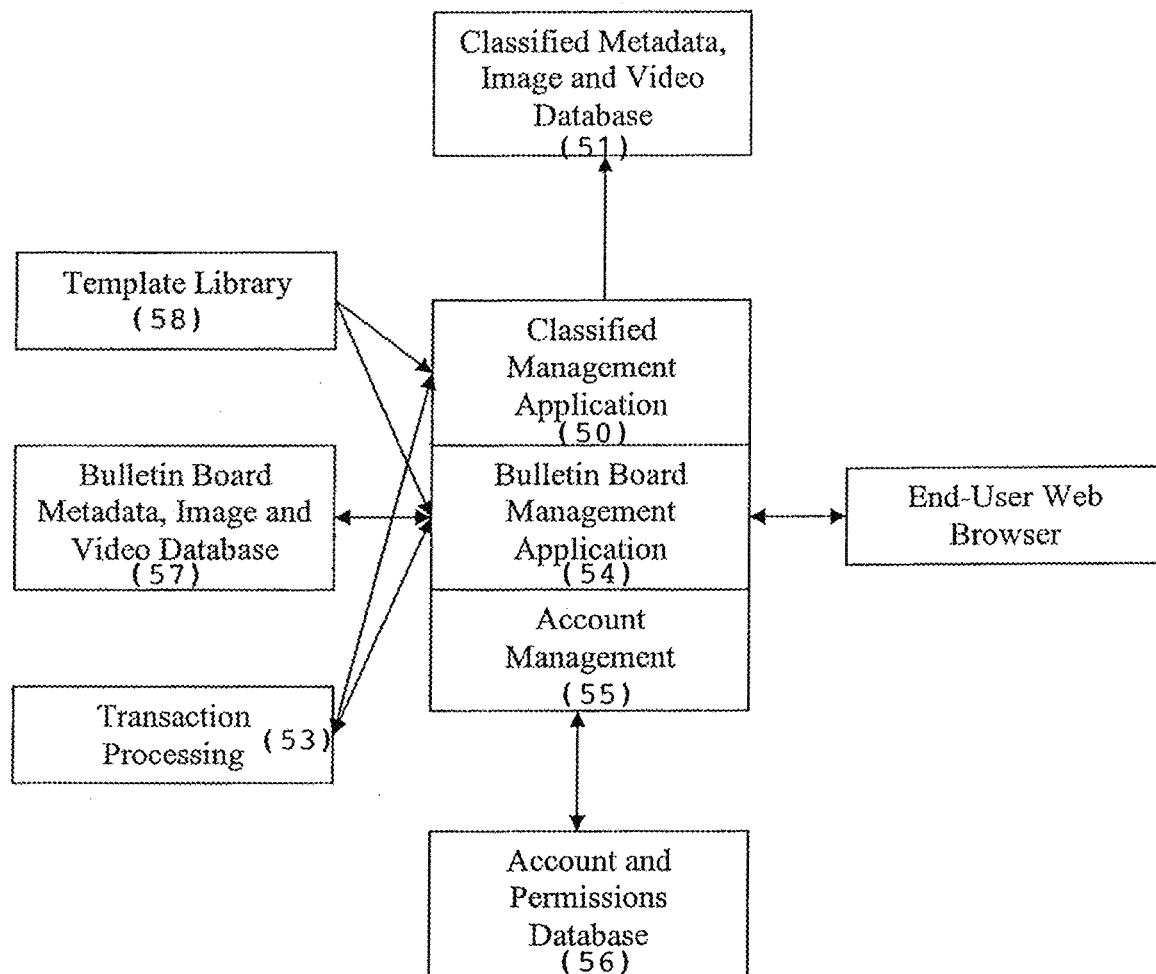 Classified Metadata,
Image and Video
Database
(51)
Template Library
(58)
Classified
Management
Application
(50)
Bulletin Board
Metadata, Image and
Video Database
(57)
Bulletin Board
Management
Application
(54)
End-User Web
Browser
Account
Management
(55)
Transaction
Processing
(53)
Account and
Permissions
Database
(56)